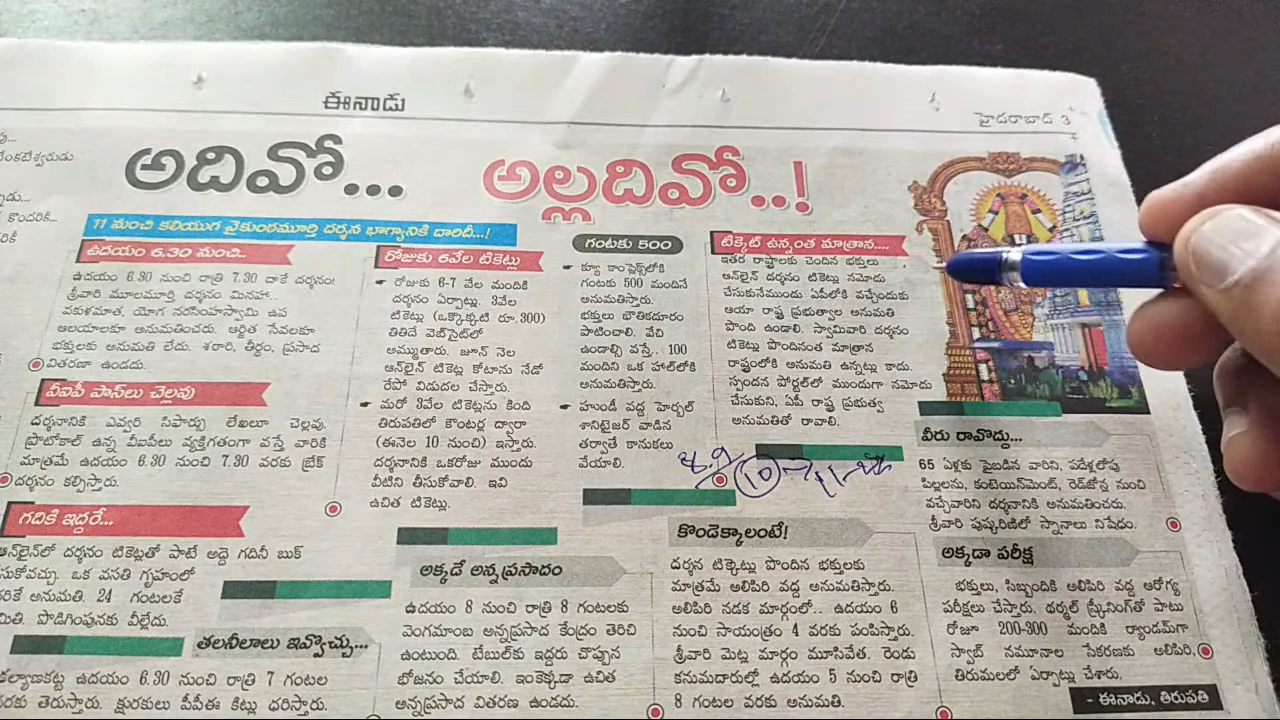 ఈనాడు
హైదరాబాద్ 3
అదివో... అల్లదివో..!
11 నుంచి కలియుగ వైకుంఠమూర్తి దర్శన భాగ్యానికి దారిదీ...!
ఉదయం 6.30 నుంచి..
ఉదయం 6.30 నుంచి రాత్రి 7.30 దాకే దర్శనం!
శ్రీవారి మూలమూర్తి దర్శనం మినహా..
వకుళమాత, యోగ నరసింహస్వామి ఉప
ఆలయాలకూ అనుమతించరు. ఆర్జిత సేవలకూ
భక్తులకు అనుమతి లేదు. శఠారి, తీర్థం, ప్రసాద
వితరణా ఉండదు.
వీఐపీ పాస్‌లు చెల్లవు
దర్శనానికి ఎవ్వరి సిఫార్సు లేఖలూ చెల్లవు.
ప్రొటోకాల్ ఉన్న వీఐపీలు వ్యక్తిగతంగా వస్తే వారికి
మాత్రమే ఉదయం 6.30 నుంచి 7.30 వరకు బ్రేక్
దర్శనం కల్పిస్తారు.
గదికి ఇద్దరే...
ఆన్‌లైన్‌లో దర్శనం టికెట్లతో పాటే అద్దె గదినీ బుక్
సుకోవచ్చు. ఒక వసతి గృహంలో
రికే అనుమతి. 24 గంటలకే
మితి. పొడిగింపునకు వీల్లేదు.
తలనీలాలు ఇవ్వొచ్చు...
కల్యాణకట్ట ఉదయం 6.30 నుంచి రాత్రి 7 గంటల
వరకు తెరుస్తారు. క్షురకులు పీపీఈ కిట్లు ధరిస్తారు.
రోజుకు 6వేల టికెట్లు
రోజుకు 6-7 వేల మందికి
దర్శనం ఏర్పాట్లు. 3వేల
టికెట్లు (ఒక్కొక్కటి రూ.300)
తితిదే వెబ్‌సైట్‌లో
అమ్ముతారు. జూన్ నెల
ఆన్‌లైన్ టికెట్ల కోటాను నేడో
రేపో విడుదల చేస్తారు.
మరో 3వేల టికెట్లను కింది
తిరుపతిలో కౌంటర్ల ద్వారా
(ఈనెల 10 నుంచి) ఇస్తారు.
దర్శనానికి ఒకరోజు ముందు
వీటిని తీసుకోవాలి. ఇవి
ఉచిత టికెట్లు.
గంటకు 500
క్యూ కాంప్లెక్స్‌లోకి
గంటకు 500 మందినే
అనుమతిస్తారు.
భక్తులు భౌతికదూరం
పాటించాలి. వేచి
ఉండాల్సి వస్తే.. 100
మందిని ఒక హాల్‌లోకి
అనుమతిస్తారు.
హుండీ వద్ద హెర్బల్
శానిటైజర్ వాడిన
తర్వాతే కానుకలు
వేయాలి.
టిక్కెట్ ఉన్నంత మాత్రాన....
ఇతర రాష్ట్రాలకు చెందిన భక్తులు
ఆన్‌లైన్ దర్శనం టికెట్లు నమోదు
చేసుకునేముందు ఏపీలోకి వచ్చేందుకు
ఆయా రాష్ట్ర ప్రభుత్వాల అనుమతి
పొంది ఉండాలి. స్వామివారి దర్శనం
టికెట్లు పొందినంత మాత్రాన
రాష్ట్రంలోకి అనుమతి ఉన్నట్లు కాదు.
స్పందన పోర్టల్‌లో ముందుగా నమోదు
చేసుకుని, ఏపీ రాష్ట్ర ప్రభుత్వ
అనుమతితో రావాలి.
10
అక్కడే అన్నప్రసాదం
ఉదయం 8 నుంచి రాత్రి 8 గంటలకు
వెంగమాంబ అన్నప్రసాద కేంద్రం తెరిచి
ఉంటుంది. టేబుల్‌కు ఇద్దరు చొప్పున
భోజనం చేయాలి. ఇంకెక్కడా ఉచిత
అన్నప్రసాద వితరణ ఉండదు.
కొండెక్కాలంటే!
దర్శన టిక్కెట్లు పొందిన భక్తులకు
మాత్రమే అలిపిరి వద్ద అనుమతిస్తారు.
అలిపిరి నడక మార్గంలో.. ఉదయం 6
నుంచి సాయంత్రం 4 వరకు పంపిస్తారు.
శ్రీవారి మెట్ల మార్గం మూసివేత. రెండు
కనుమదారుల్లో ఉదయం 5 నుంచి రాత్రి
8 గంటల వరకు అనుమతి.
వీరు రావొద్దు...
65 ఏళ్లకు పైబడిన వారిని, పదేళ్లలోపు
పిల్లలను, కంటెయిన్‌మెంట్, రెడ్‌జోన్ల నుంచి
వచ్చేవారిని దర్శనానికి అనుమతించరు.
శ్రీవారి పుష్కరిణిలో స్నానాలు నిషేధం.
అక్కడా పరీక్ష
భక్తులు, సిబ్బందికి అలిపిరి వద్ద ఆరోగ్య
పరీక్షలు చేస్తారు. థర్మల్ స్క్రీనింగ్‌తో పాటు
రోజూ 200-300 మందికి ర్యాండమ్‌గా
స్వాబ్ నమూనాల సేకరణకు అలిపిరి,
తిరుమలలో ఏర్పాట్లు చేశారు.
- ఈనాడు, తిరుపతి